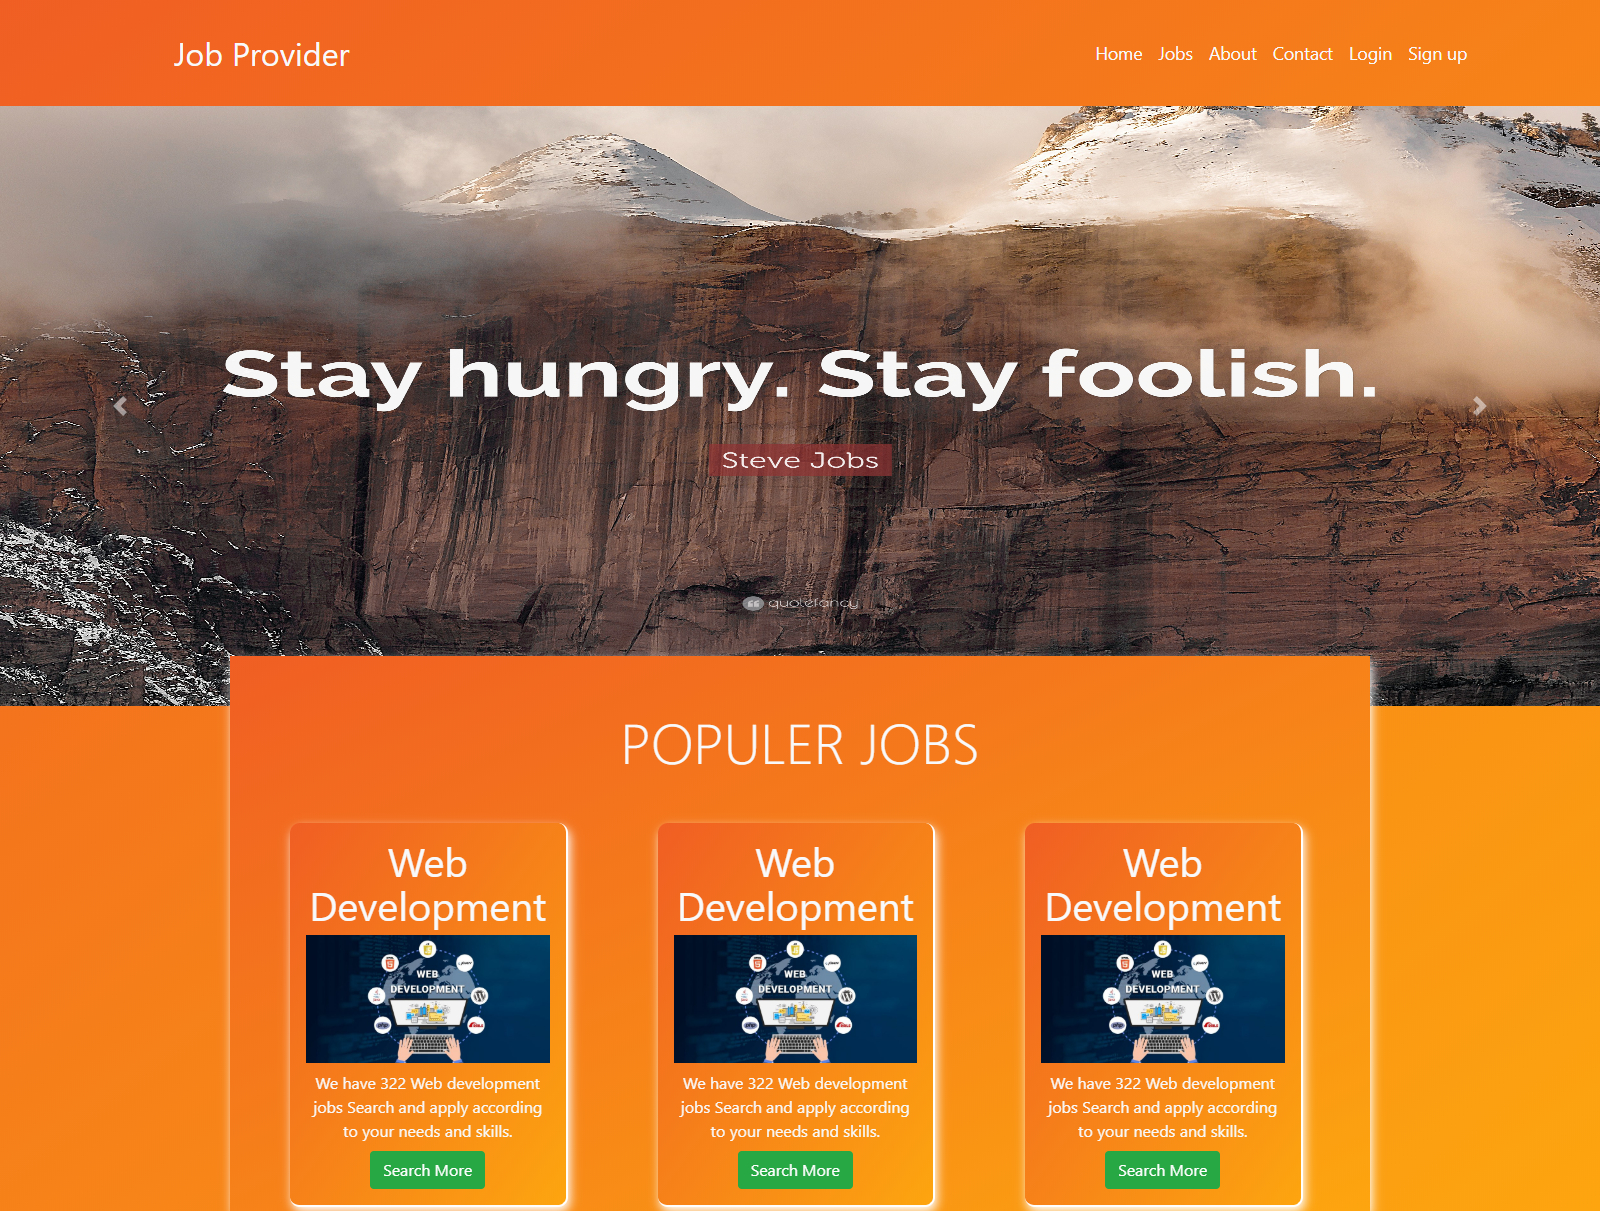 Job Provider
Home Jobs About Contact Login Sign up
Stay hungry. Stay foolish.
Steve Jobs
quotefancy
POPULER JOBS
Web
Development
WEB
DEVELOPMENT
php
We have 322 Web development
jobs Search and apply according
to your needs and skills.
Search More
Web
Development
WEB
DEVELOPMENT
php
We have 322 Web development
jobs Search and apply according
to your needs and skills.
Search More
Web
Development
WEB
DEVELOPMENT
php
We have 322 Web development
jobs Search and apply according
to your needs and skills.
Search More